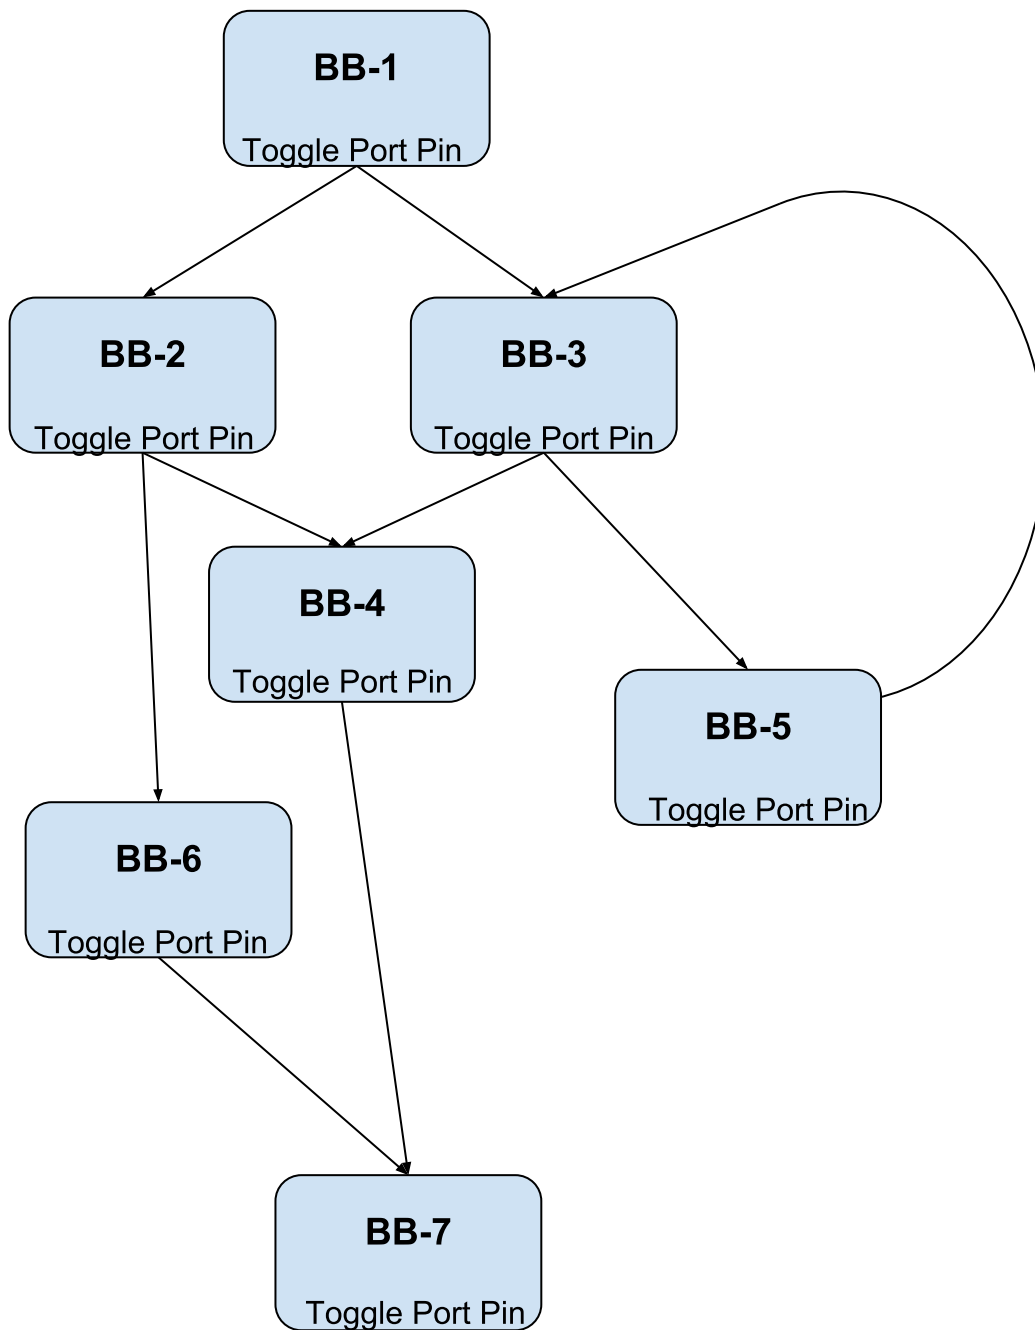 BB-1
Toggle Port Pin
BB-2
Toggle Port Pin
BB-3
Toggle Port Pin
BB-4
Toggle Port Pin
BB-5
Toggle Port Pin
BB-6
Toggle Port Pin
BB-7
Toggle Port Pin